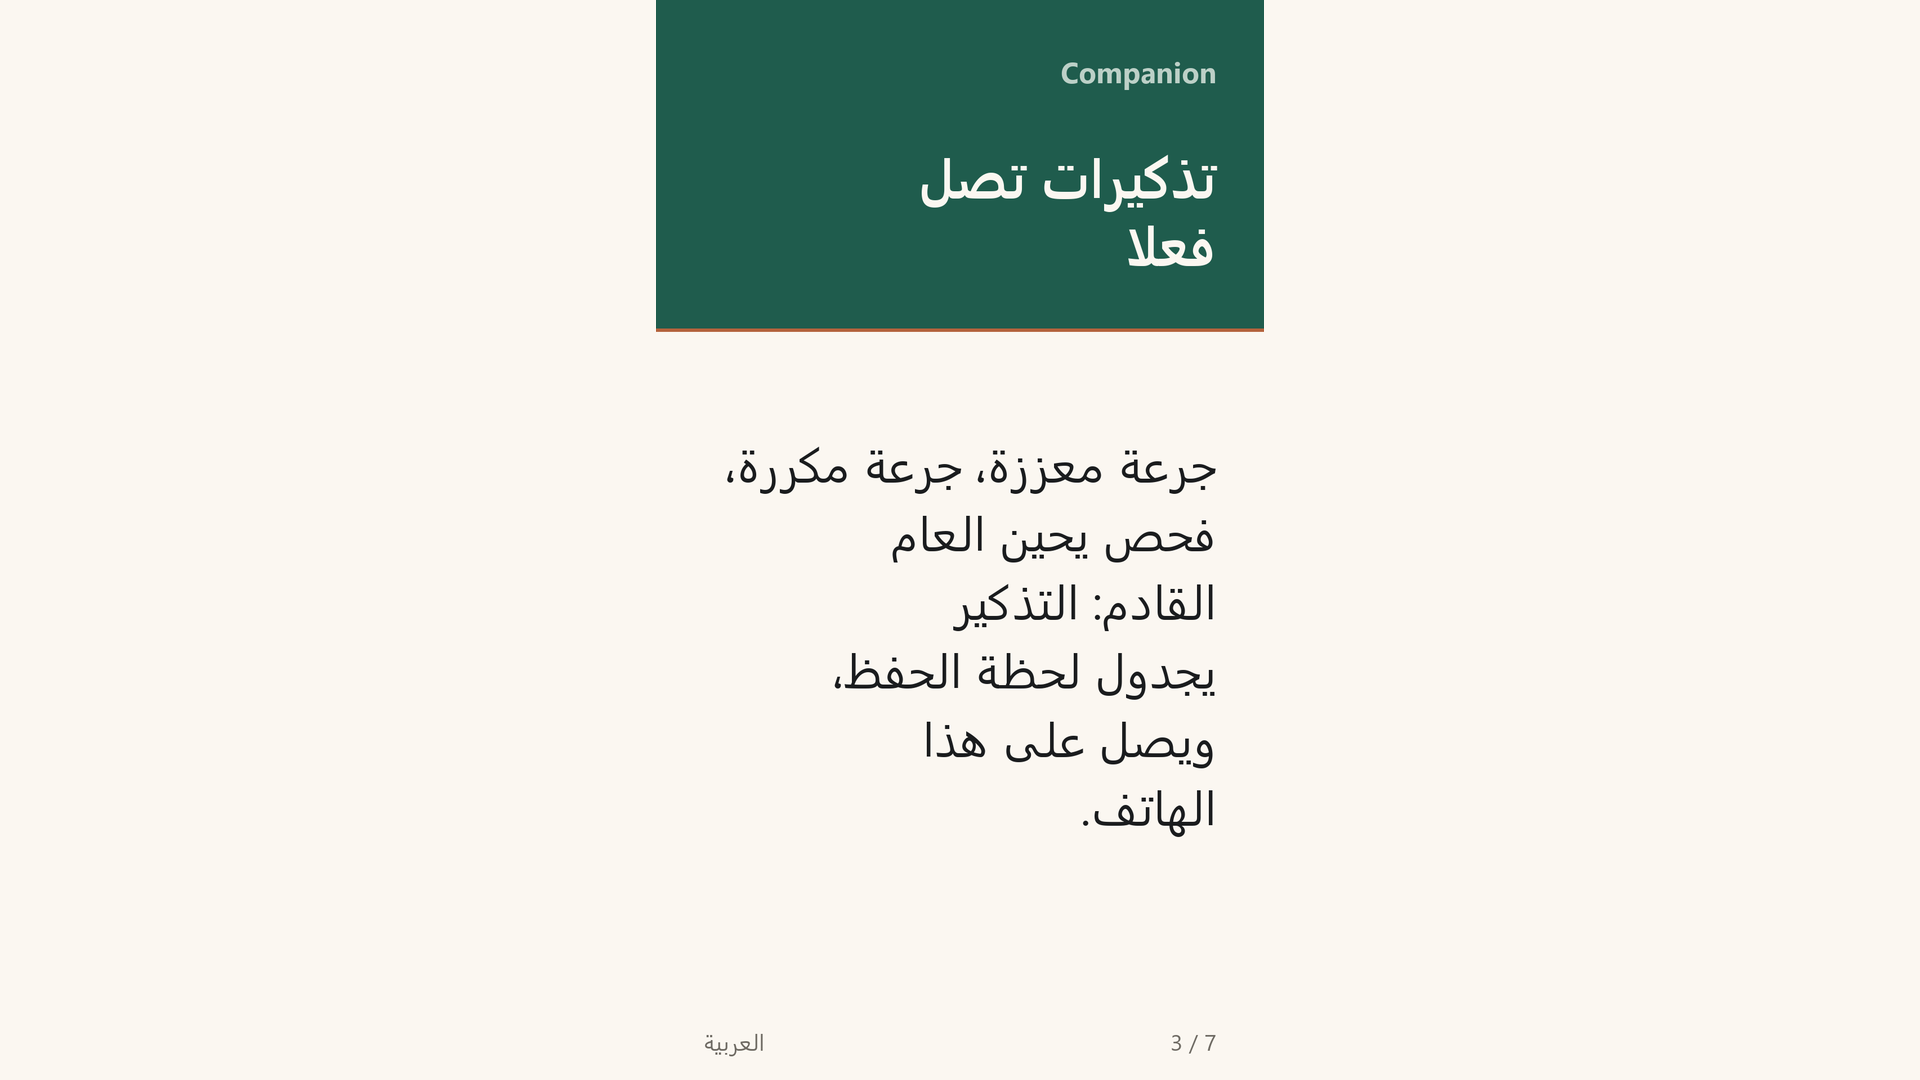 Companion
تذكيرات تصل
فعلا
جرعة معززة، جرعة مكررة،
فحص يحين العام
القادم: التذكير
يجدول لحظة الحفظ،
ويصل على هذا
الهاتف.
3 / 7
العربية